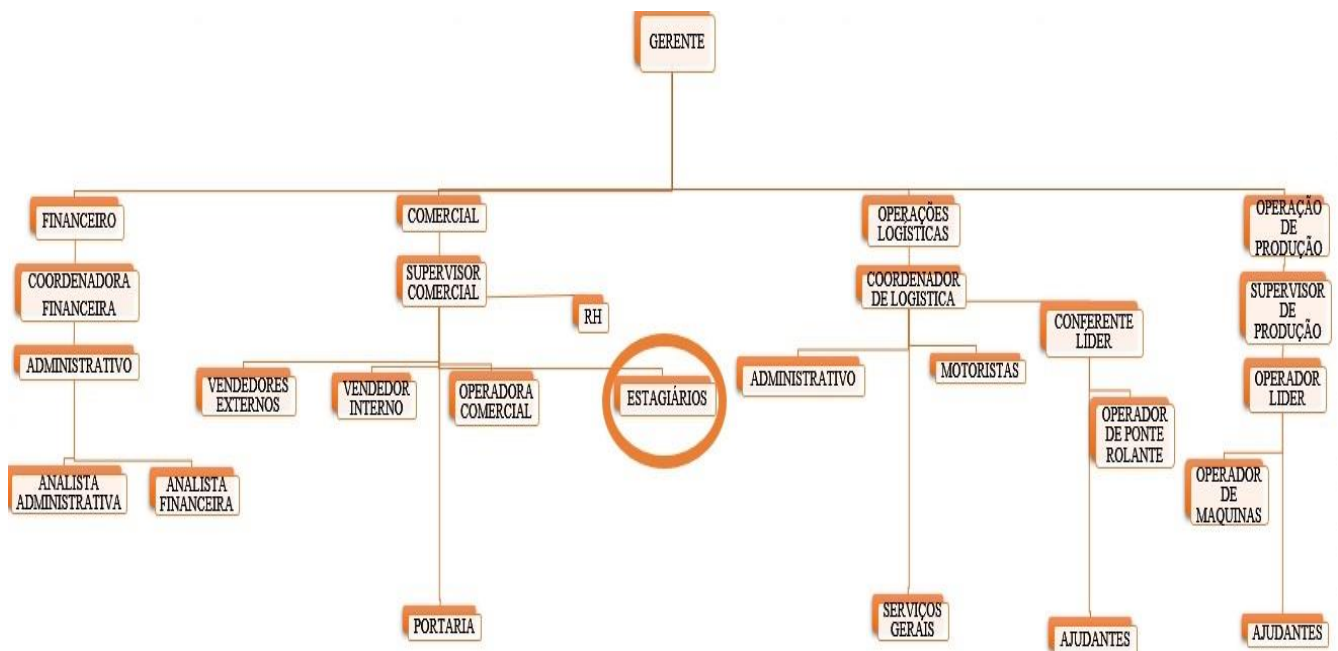 GERENTE
FINANCEIRO
COMERCIAL
OPERAÇÕES
LOGÍSTICAS
OPERAÇÃO
DE
PRODUÇÃO
COORDENADORA
FINANCEIRA
SUPERVISOR
COMERCIAL
RH
COORDENADOR
DE LOGISTICA
CONFERENTE
LÍDER
SUPERVISOR
DE
PRODUÇÃO
ADMINISTRATIVO
VENDEDORES
EXTERNOS
VENDEDOR
INTERNO
OPERADORA
COMERCIAL
ESTAGIÁRIOS
ADMINISTRATIVO
MOTORISTAS
OPERADOR
LIDER
OPERADOR
DE PONTE
ROLANTE
ANALISTA
ADMINISTRATIVA
ANALISTA
FINANCEIRA
OPERADOR
DE
MAQUINAS
PORTARIA
SERVIÇOS
GERAIS
AJUDANTES
AJUDANTES